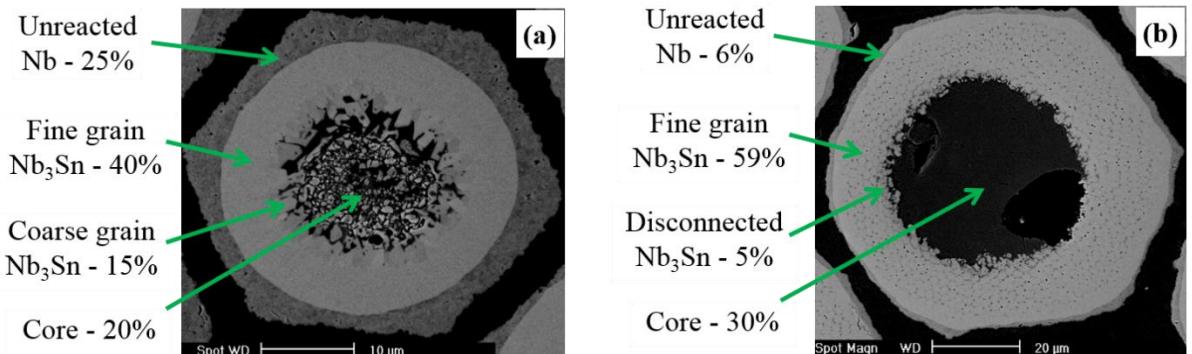 Unreacted
Nb - 25%
Fine grain
Nb₃Sn - 40%
Coarse grain
Nb₃Sn - 15%
Core - 20%
(a)
Spot WD
10 µm
Unreacted
Nb - 6%
Fine grain
Nb₃Sn - 59%
Disconnected
Nb₃Sn - 5%
Core - 30%
(b)
Spot Magn WD
20 µm